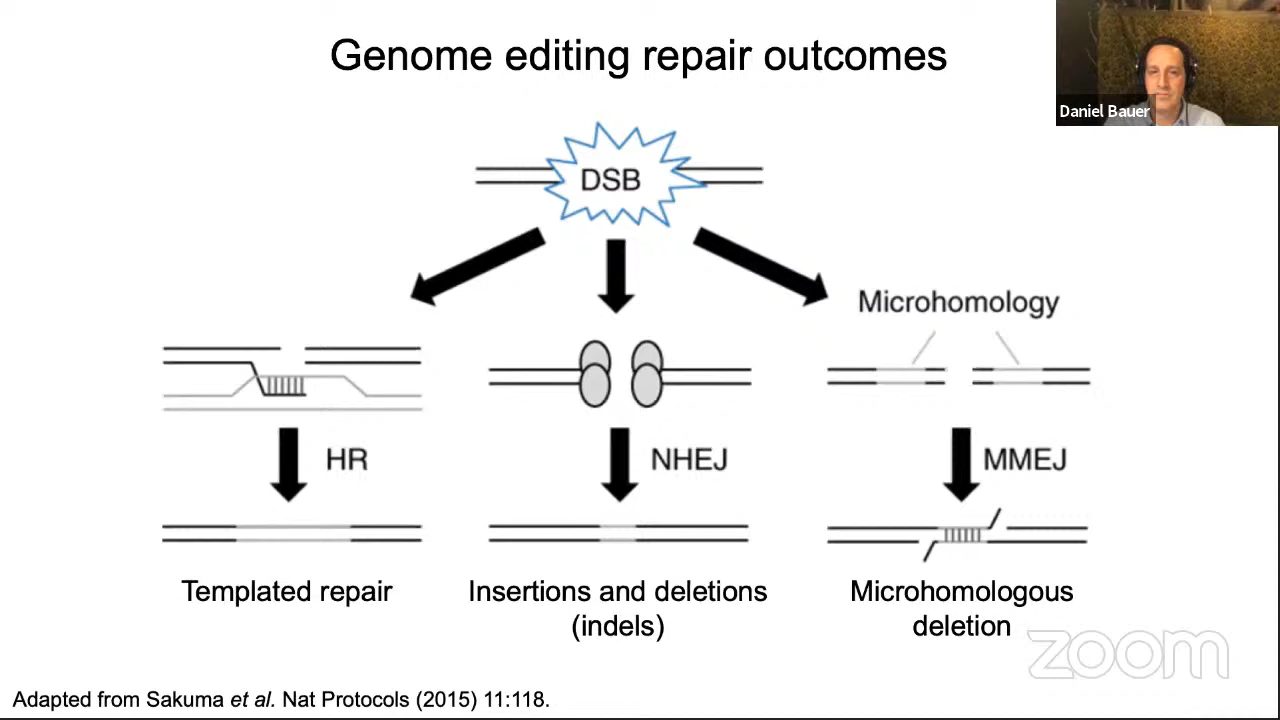 Genome editing repair outcomes
Daniel Bauer
DSB
Microhomology
HR
NHEJ
MMEJ
Templated repair
Insertions and deletions
(indels)
Microhomologous
deletion
zoom
Adapted from Sakuma et al. Nat Protocols (2015) 11:118.